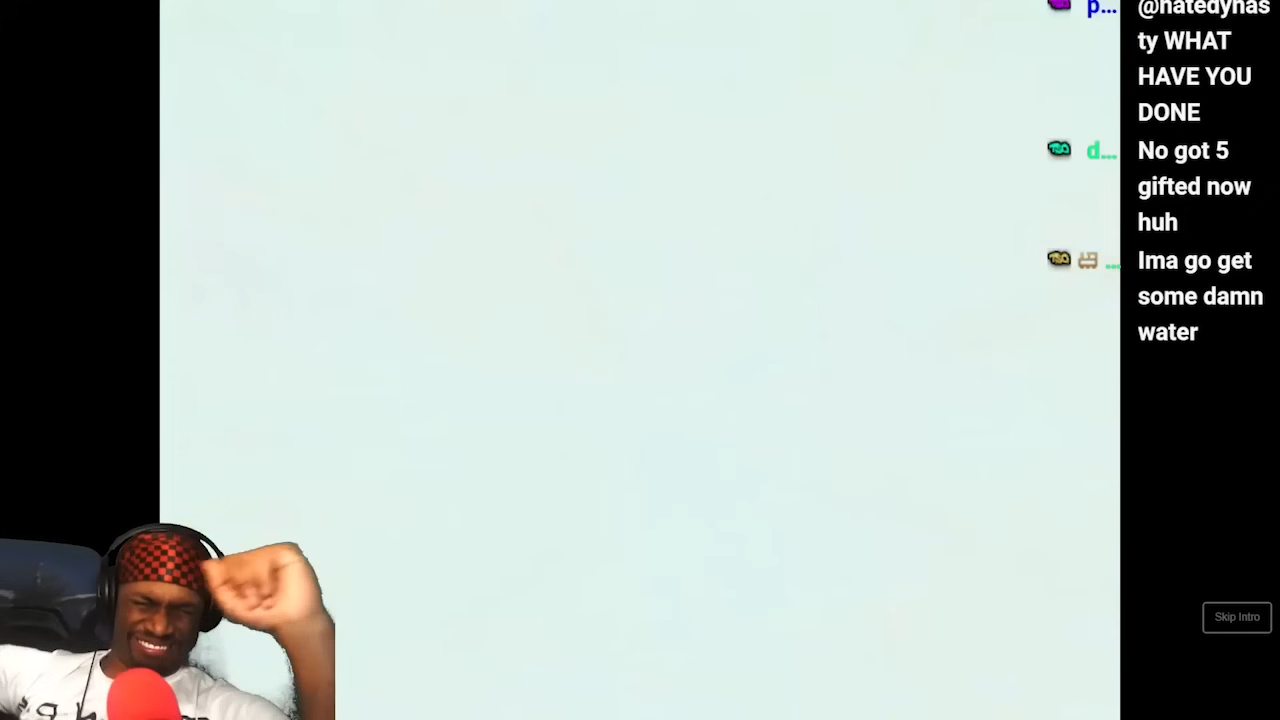 p...
@natedynas
ty WHAT
HAVE YOU
DONE
d...
No got 5
gifted now
huh
...
Ima go get
some damn
water
Skip Intro